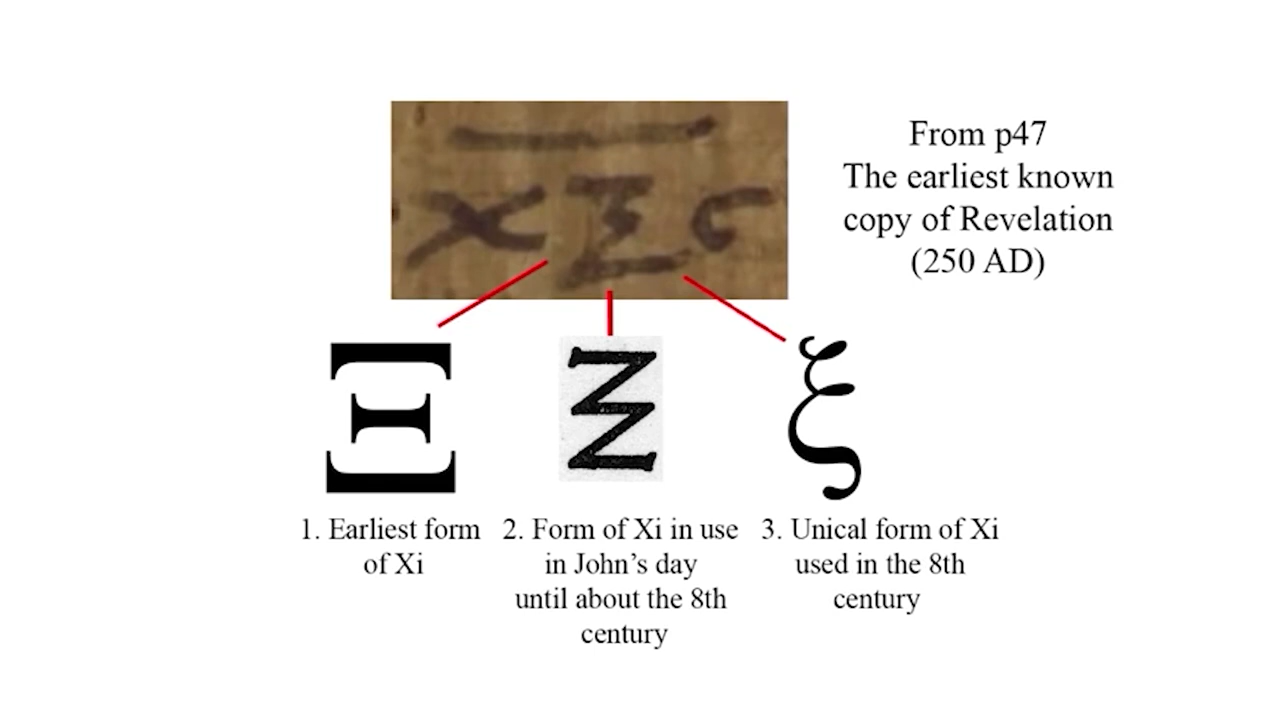 From p47
The earliest known
copy of Revelation
(250 AD)
χξϛ
Ξ
ξ
1. Earliest form
of Xi
2. Form of Xi in use
in John’s day
until about the 8th
century
3. Unical form of Xi
used in the 8th
century